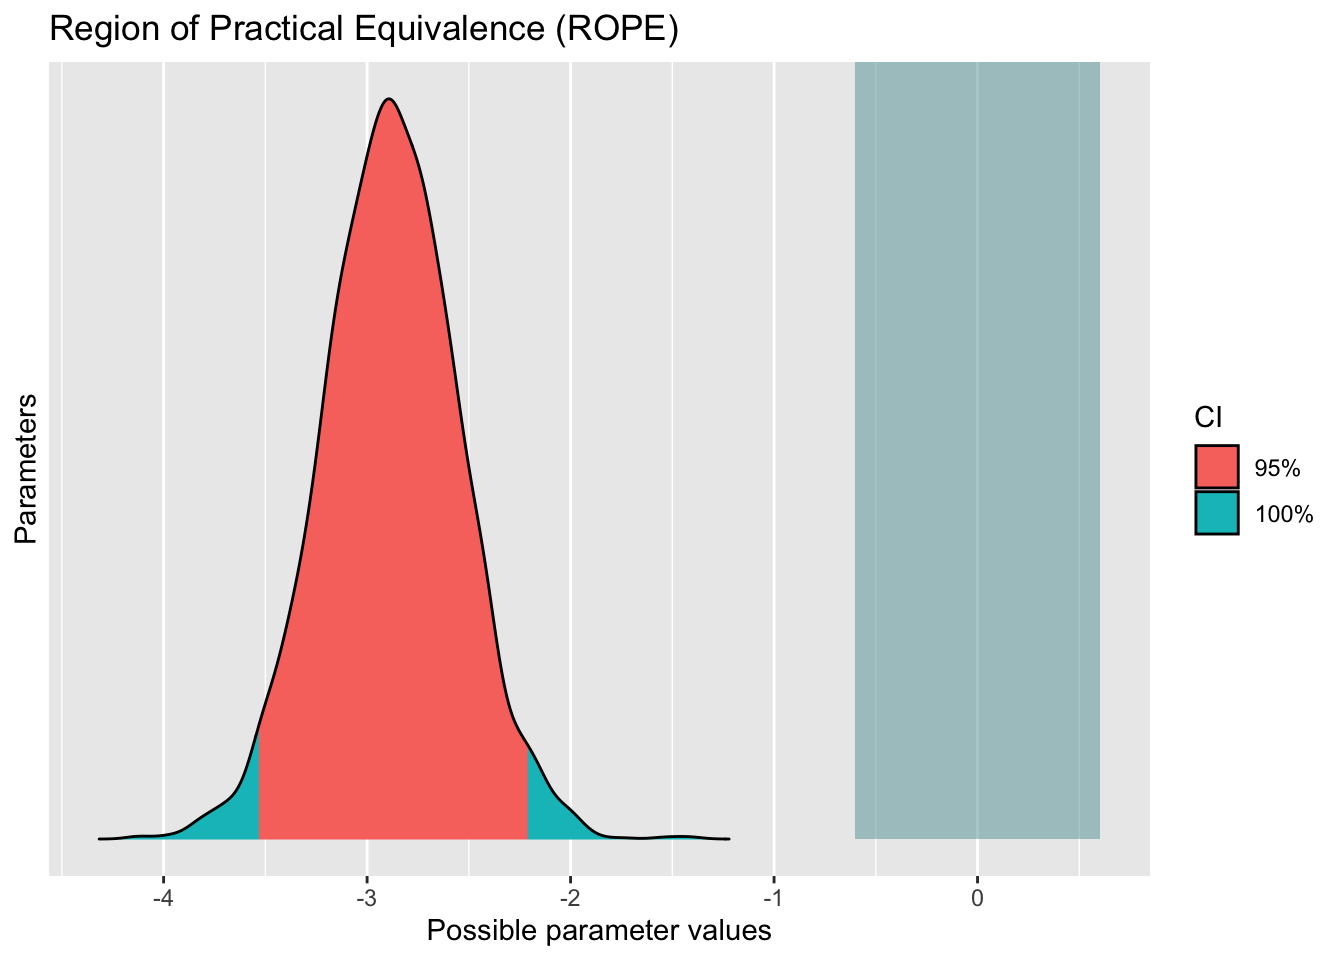 Region of Practical Equivalence (ROPE)
Parameters
CI
95%
100%
-4 -3 -2 -1 0
Possible parameter values